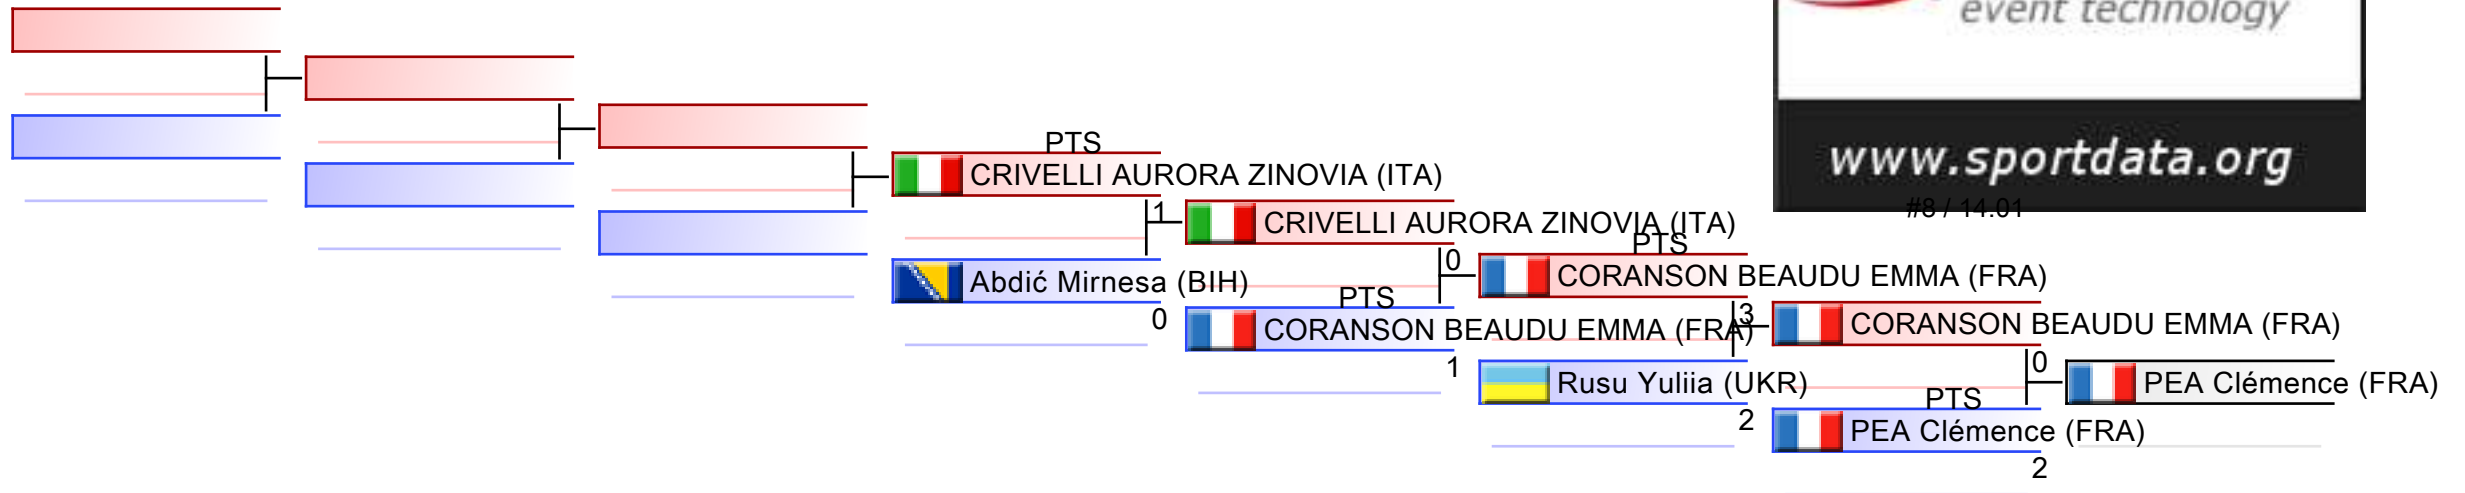 event technology
www.sportdata.org
#8 / 14.01
PTS
CRIVELLI AURORA ZINOVIA (ITA)
1
Abdić Mirnesa (BIH)
0
CRIVELLI AURORA ZINOVIA (ITA)
0
PTS
CORANSON BEAUDU EMMA (FRA)
1
PTS
CORANSON BEAUDU EMMA (FRA)
3
Rusu Yuliia (UKR)
2
CORANSON BEAUDU EMMA (FRA)
0
PTS
PEA Clémence (FRA)
2
PEA Clémence (FRA)